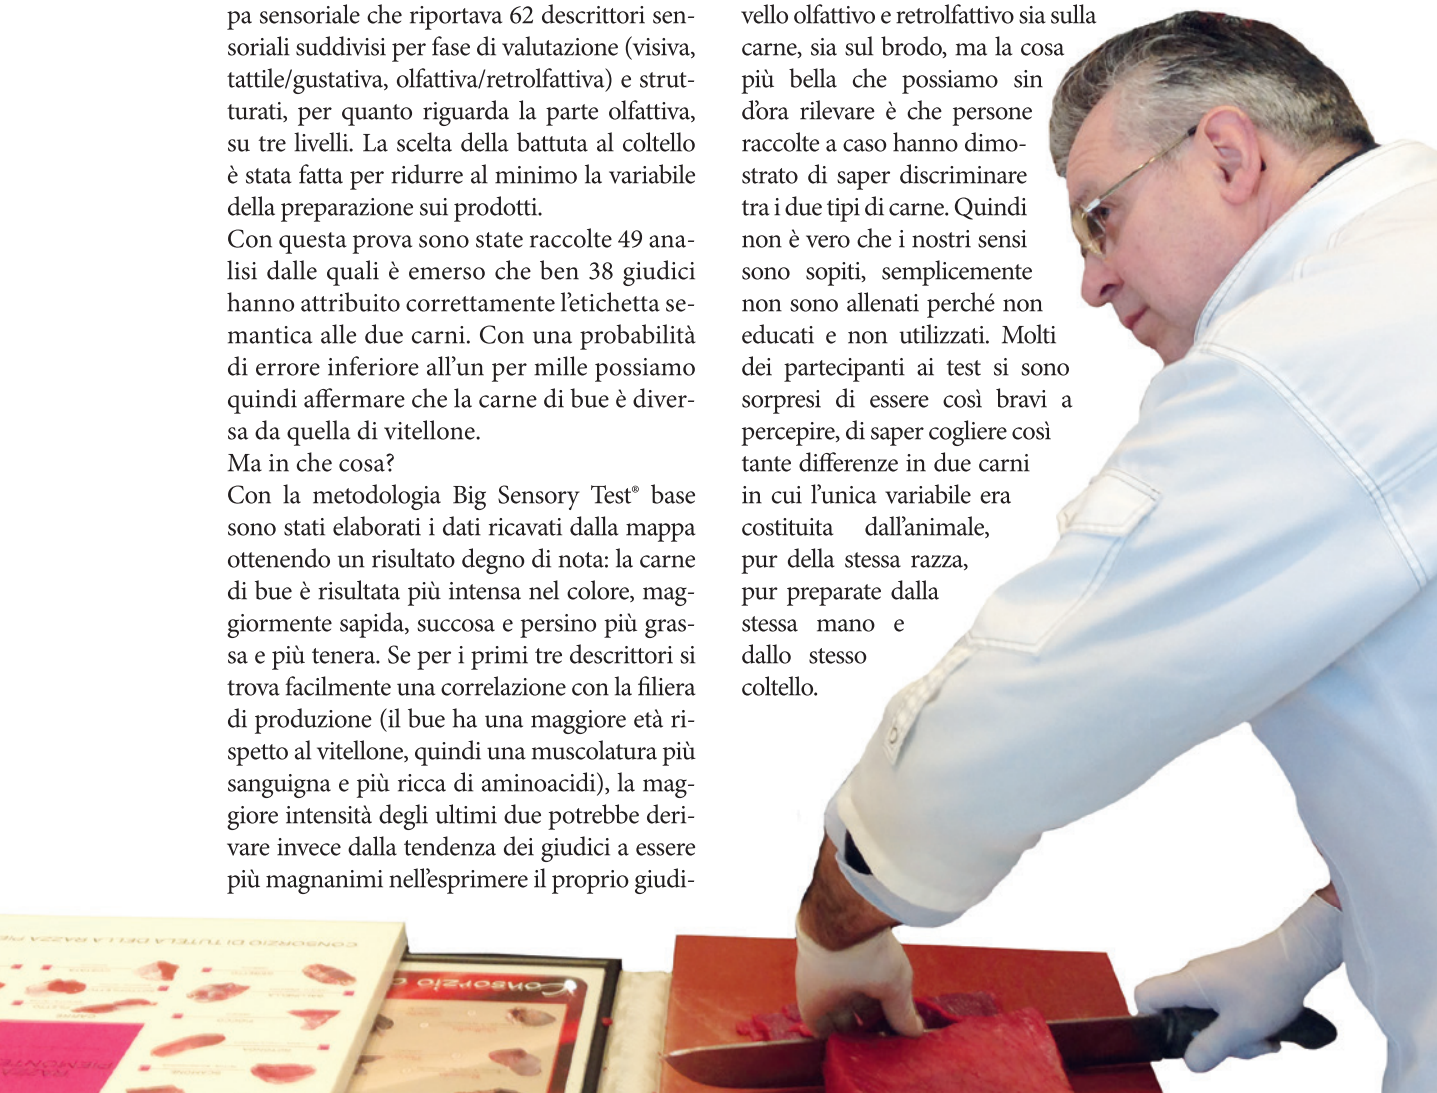 pa sensoriale che riportava 62 descrittori sen-
soriali suddivisi per fase di valutazione (visiva,
tattile/gustativa, olfattiva/retrolfattiva) e strut-
turati, per quanto riguarda la parte olfattiva,
su tre livelli. La scelta della battuta al coltello
è stata fatta per ridurre al minimo la variabile
della preparazione sui prodotti.
Con questa prova sono state raccolte 49 ana-
lisi dalle quali è emerso che ben 38 giudici
hanno attribuito correttamente l’etichetta se-
mantica alle due carni. Con una probabilità
di errore inferiore all’un per mille possiamo
quindi affermare che la carne di bue è diver-
sa da quella di vitellone.
Ma in che cosa?
Con la metodologia Big Sensory Test® base
sono stati elaborati i dati ricavati dalla mappa
ottenendo un risultato degno di nota: la carne
di bue è risultata più intensa nel colore, mag-
giormente sapida, succosa e persino più gras-
sa e più tenera. Se per i primi tre descrittori si
trova facilmente una correlazione con la filiera
di produzione (il bue ha una maggiore età ri-
spetto al vitellone, quindi una muscolatura più
sanguigna e più ricca di aminoacidi), la mag-
giore intensità degli ultimi due potrebbe deri-
vare invece dalla tendenza dei giudici a essere
più magnanimi nell’esprimere il proprio giudi-
vello olfattivo e retrolfattivo sia sulla
carne, sia sul brodo, ma la cosa
più bella che possiamo sin
d’ora rilevare è che persone
raccolte a caso hanno dimo-
strato di saper discriminare
tra i due tipi di carne. Quindi
non è vero che i nostri sensi
sono sopiti, semplicemente
non sono allenati perché non
educati e non utilizzati. Molti
dei partecipanti ai test si sono
sorpresi di essere così bravi a
percepire, di saper cogliere così
tante differenze in due carni
in cui l’unica variabile era
costituita dall’animale,
pur della stessa razza,
pur preparate dalla
stessa mano e
dallo stesso
coltello.
CONSORZIO DI TUTELA DELLA RAZZA PIE
Consorzio
CARNE
RAZZA
PIEMONTE